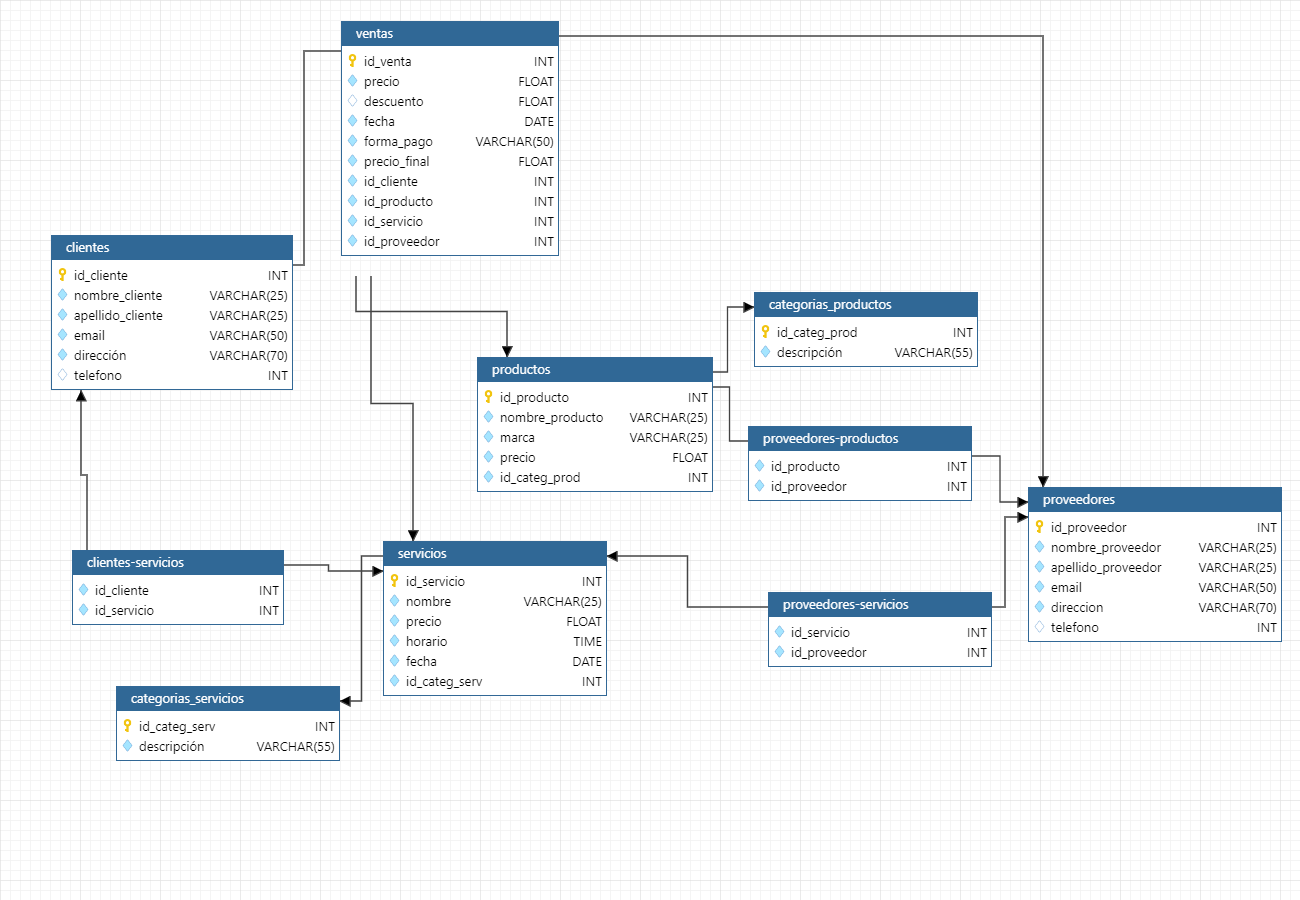 ventas
id_venta INT
precio FLOAT
descuento FLOAT
fecha DATE
forma_pago VARCHAR(50)
precio_final FLOAT
id_cliente INT
id_producto INT
id_servicio INT
id_proveedor INT
clientes
id_cliente INT
nombre_cliente VARCHAR(25)
apellido_cliente VARCHAR(25)
email VARCHAR(50)
dirección VARCHAR(70)
telefono INT
categorias_productos
id_categ_prod INT
descripción VARCHAR(55)
productos
id_producto INT
nombre_producto VARCHAR(25)
marca VARCHAR(25)
precio FLOAT
id_categ_prod INT
proveedores-productos
id_producto INT
id_proveedor INT
proveedores
id_proveedor INT
nombre_proveedor VARCHAR(25)
apellido_proveedor VARCHAR(25)
email VARCHAR(50)
direccion VARCHAR(70)
telefono INT
clientes-servicios
id_cliente INT
id_servicio INT
servicios
id_servicio INT
nombre VARCHAR(25)
precio FLOAT
horario TIME
fecha DATE
id_categ_serv INT
proveedores-servicios
id_servicio INT
id_proveedor INT
categorias_servicios
id_categ_serv INT
descripción VARCHAR(55)